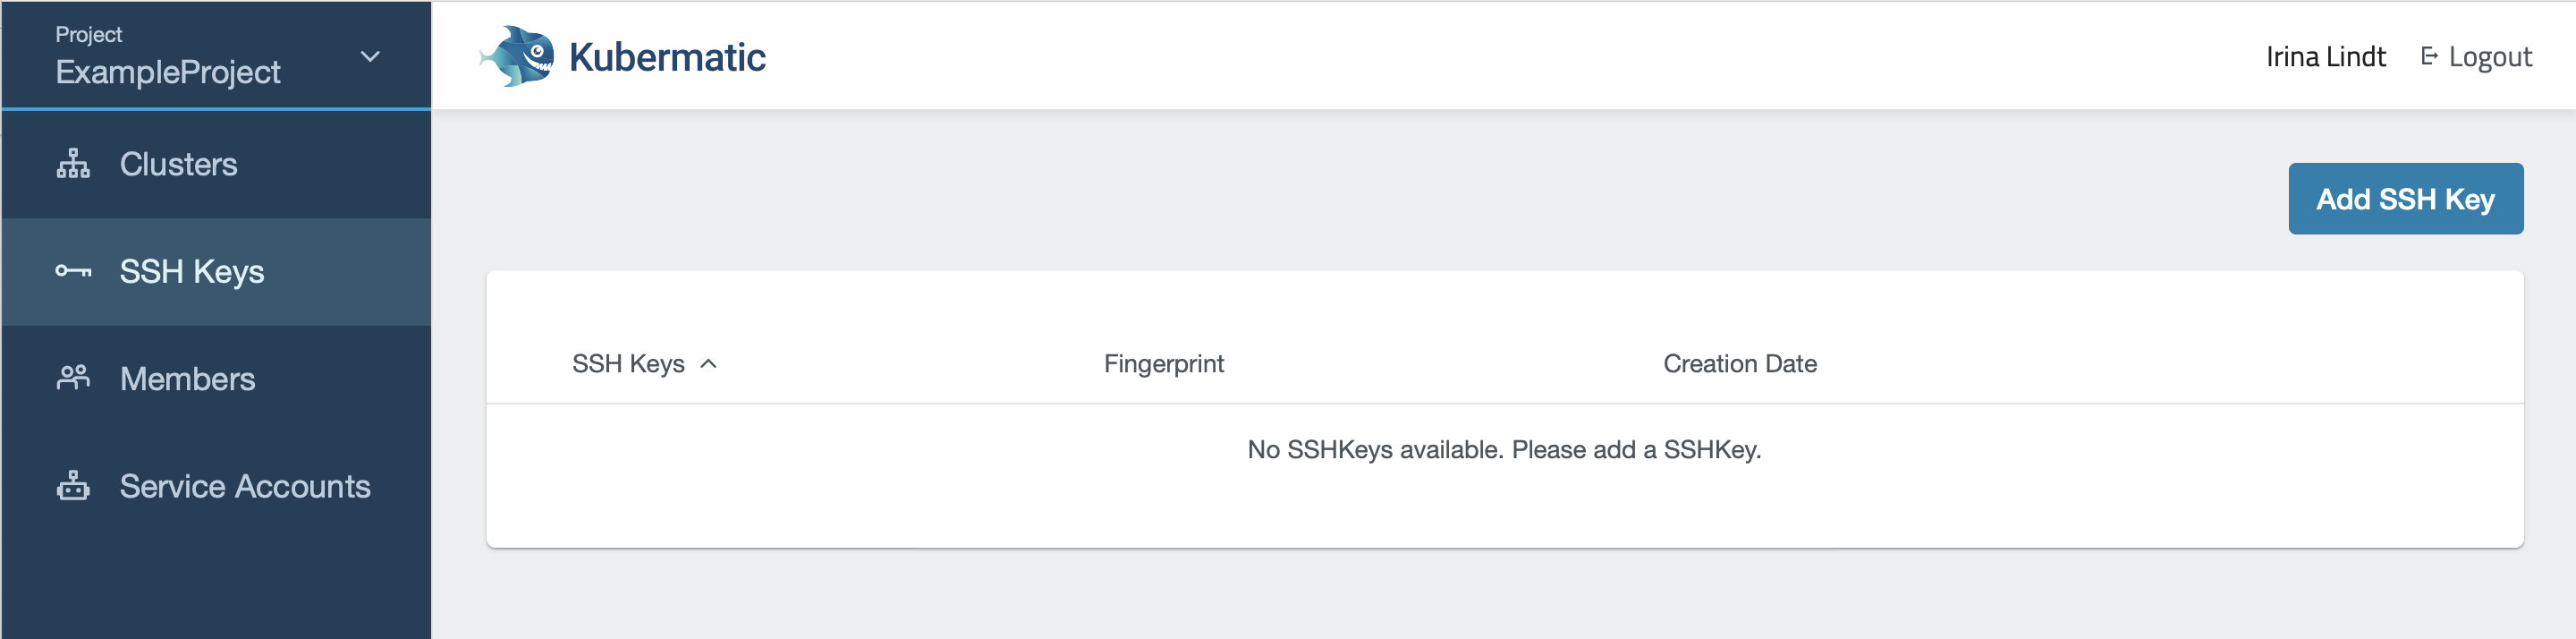 Project
ExampleProject
Kubermatic
Irina Lindt
Logout
Clusters
SSH Keys
Members
Service Accounts
Add SSH Key
SSH Keys Fingerprint Creation Date
No SSHKeys available. Please add a SSHKey.